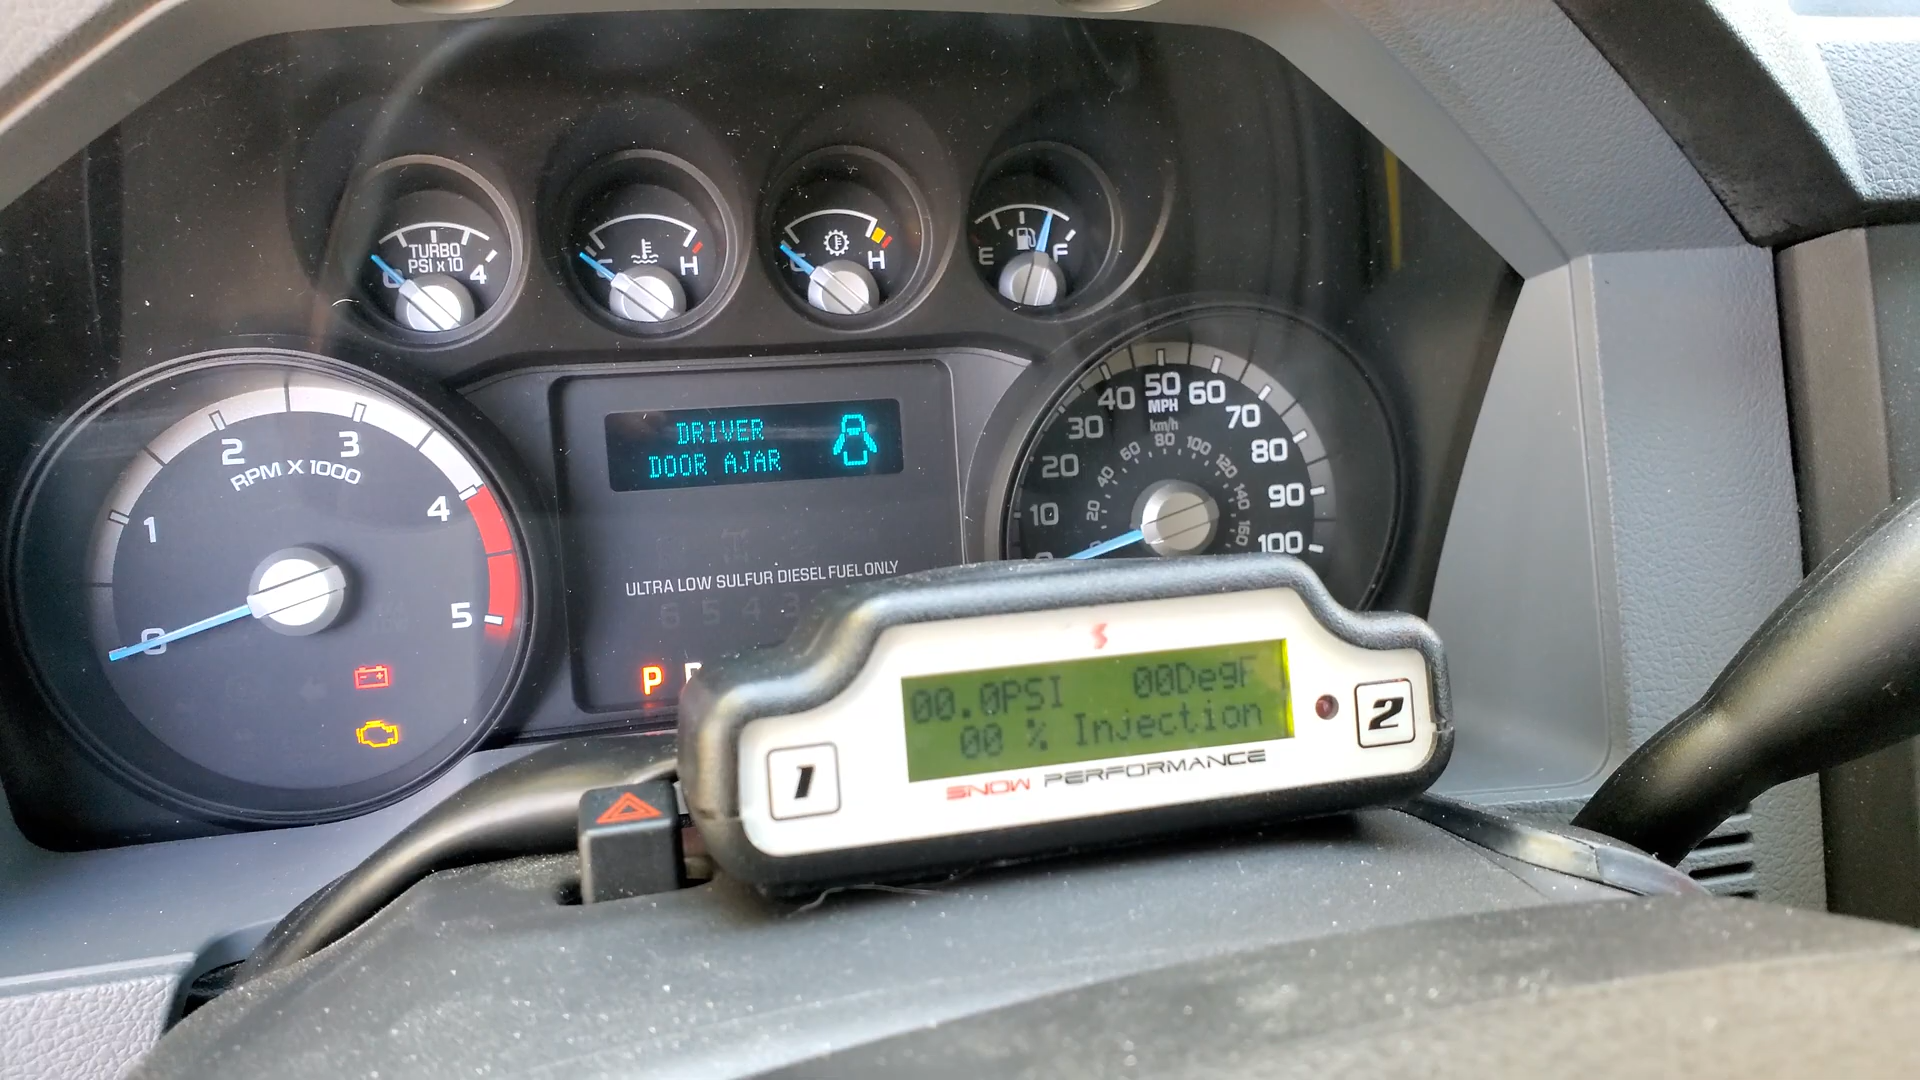 TURBO
PSI x 10
4
H
C
H
E
F
1
2
3
4
5
RPM X 1000
DRIVER
DOOR AJAR
ULTRA LOW SULFUR DIESEL FUEL ONLY
P
10
20
30
40
50
60
70
80
90
100
MPH
km/h
20
40
60
80
100
120
140
160
00.0PSI 00DegF
00 % Injection
1
2
SNOW PERFORMANCE